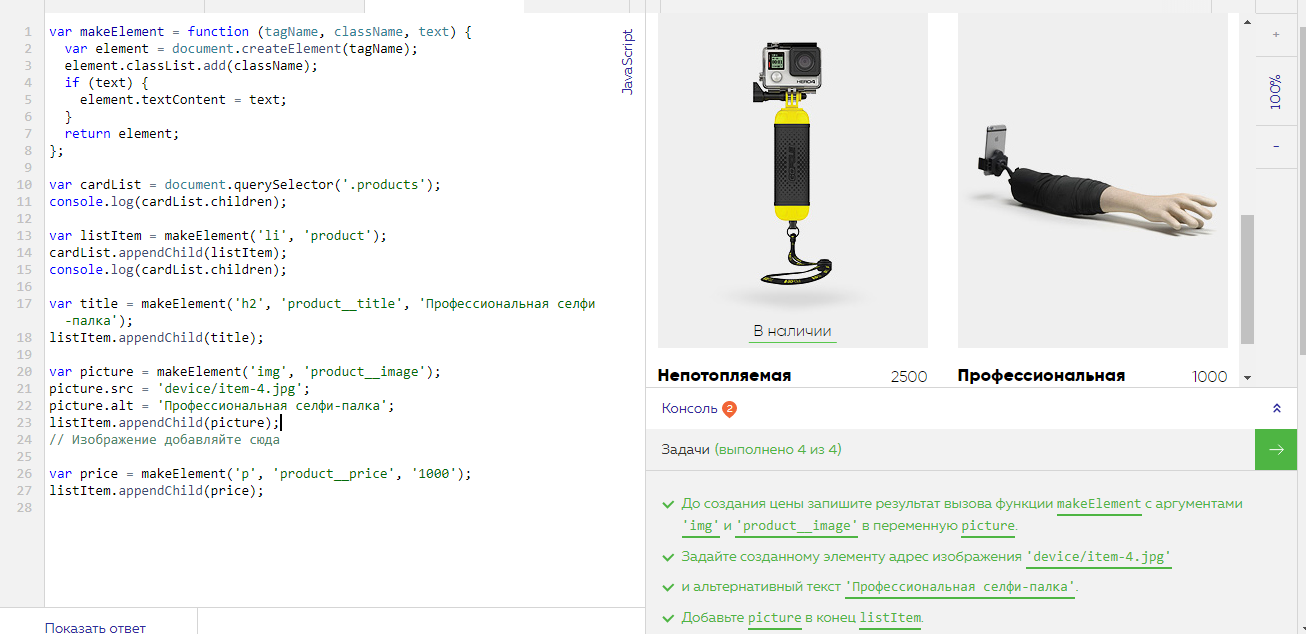 1 var makeElement = function (tagName, className, text) {
2 var element = document.createElement(tagName);
3 element.classList.add(className);
4 if (text) {
5 element.textContent = text;
6 }
7 return element;
8 };
9
10 var cardList = document.querySelector('.products');
11 console.log(cardList.children);
12
13 var listItem = makeElement('li', 'product');
14 cardList.appendChild(listItem);
15 console.log(cardList.children);
16
17 var title = makeElement('h2', 'product__title', 'Профессиональная селфи
-палка');
18 listItem.appendChild(title);
19
20 var picture = makeElement('img', 'product__image');
21 picture.src = 'device/item-4.jpg';
22 picture.alt = 'Профессиональная селфи-палка';
23 listItem.appendChild(picture);
24 // Изображение добавляйте сюда
25
26 var price = makeElement('p', 'product__price', '1000');
27 listItem.appendChild(price);
28
Показать ответ
JavaScript
HERO4
В наличии
Непотопляемая 2500
Профессиональная 1000
+
100%
-
Консоль 2
Задачи (выполнено 4 из 4)
До создания цены запишите результат вызова функции makeElement с аргументами
'img' и 'product__image' в переменную picture.
Задайте созданному элементу адрес изображения 'device/item-4.jpg'
и альтернативный текст 'Профессиональная селфи-палка'.
Добавьте picture в конец listItem.